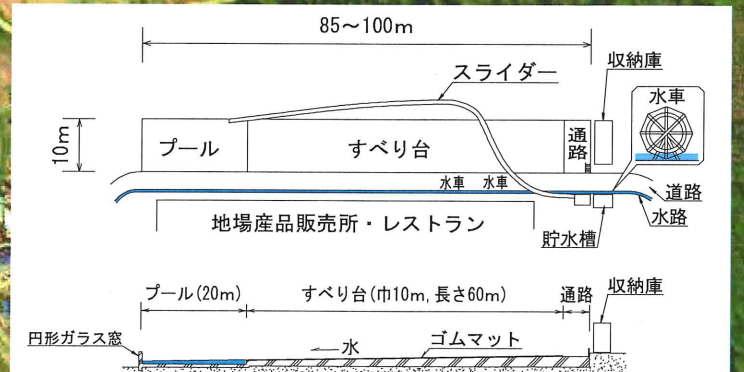 85～100m
スライダー
収納庫
水車
10m
プール
すべり台
通路
水車 水車
道路
水路
地場産品販売所・レストラン
貯水槽
プール(20m)
すべり台(巾10m,長さ60m)
通路
収納庫
円形ガラス窓
水
ゴムマット